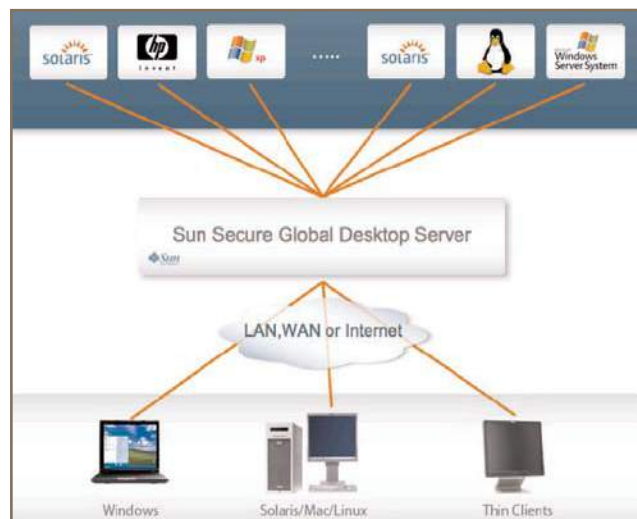 solaris
hp
invent
xp
.....
solaris
Windows
Server System
Sun Secure Global Desktop Server
Sun
LAN,WAN or Internet
Windows
Solaris/Mac/Linux
Thin Clients